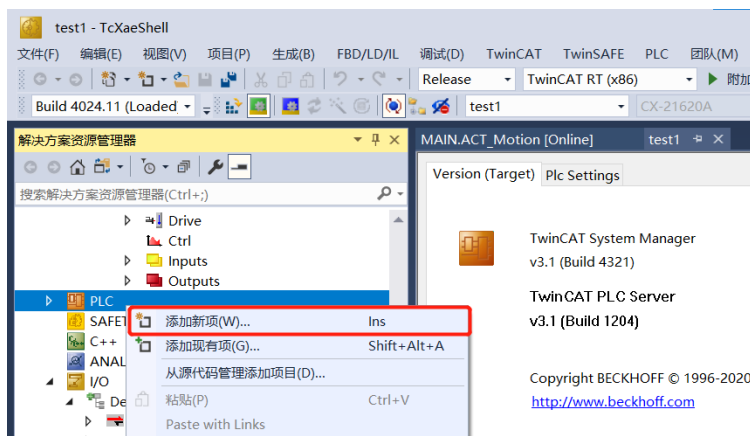 test1 - TcXaeShell
文件(F) 编辑(E) 视图(V) 项目(P) 生成(B) FBD/LD/IL 调试(D) TwinCAT TwinSAFE PLC 团队(M)
Release TwinCAT RT (x86) 附加
Build 4024.11 (Loaded test1 CX-21620A
解决方案资源管理器
MAIN.ACT_Motion [Online] test1
搜索解决方案资源管理器(Ctrl+;)
Version (Target) Plc Settings
Drive
Ctrl
Inputs
Outputs
PLC
SAFET
C++
ANAL
I/O
De
添加新项(W)... Ins
添加现有项(G)... Shift+Alt+A
从源代码管理添加项目(D)...
粘贴(P) Ctrl+V
Paste with Links
TwinCAT System Manager
v3.1 (Build 4321)
TwinCAT PLC Server
v3.1 (Build 1204)
Copyright BECKHOFF © 1996-2020
http://www.beckhoff.com